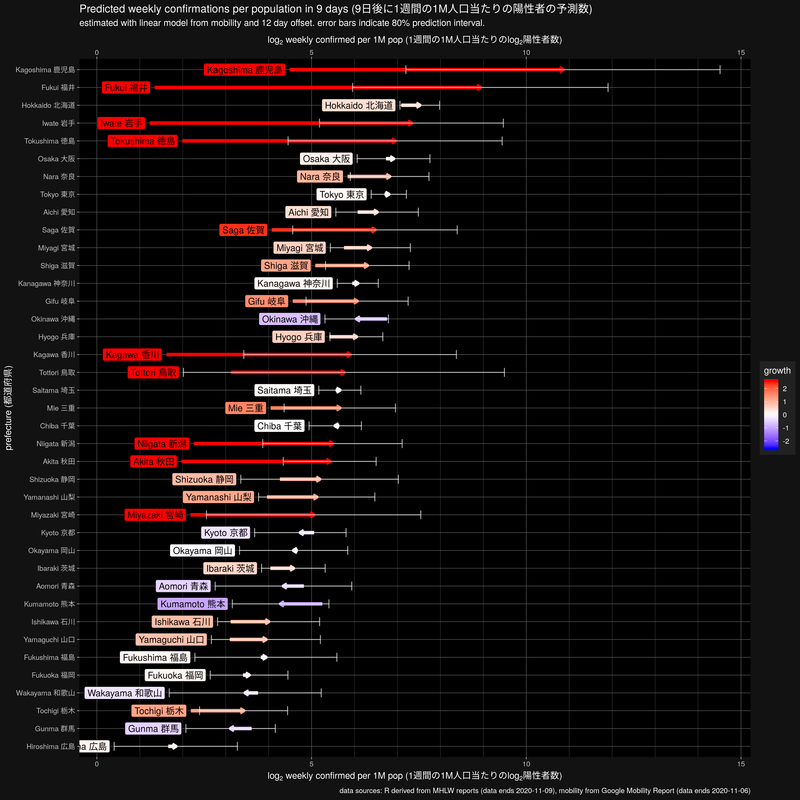 Predicted weekly confirmations per population in 9 days (9日後に1週間の1M人口当たりの陽性者の予測数)
estimated with linear model from mobility and 12 day offset. error bars indicate 80% prediction interval.
log₂ weekly confirmed per 1M pop (1週間の1M人口当たりのlog₂陽性者数)
0 5 10 15
Kagoshima 鹿児島 Kagoshima 鹿児島
Fukui 福井 Fukui 福井
Hokkaido 北海道 Hokkaido 北海道
Iwate 岩手 Iwate 岩手
Tokushima 徳島 Tokushima 徳島
Osaka 大阪 Osaka 大阪
Nara 奈良 Nara 奈良
Tokyo 東京 Tokyo 東京
Aichi 愛知 Aichi 愛知
Saga 佐賀 Saga 佐賀
Miyagi 宮城 Miyagi 宮城
Shiga 滋賀 Shiga 滋賀
Kanagawa 神奈川 Kanagawa 神奈川
Gifu 岐阜 Gifu 岐阜
Okinawa 沖縄 Okinawa 沖縄
Hyogo 兵庫 Hyogo 兵庫
Kagawa 香川 Kagawa 香川
Tottori 鳥取 Tottori 鳥取
Saitama 埼玉 Saitama 埼玉
Mie 三重 Mie 三重
Chiba 千葉 Chiba 千葉
Niigata 新潟 Niigata 新潟
Akita 秋田 Akita 秋田
Shizuoka 静岡 Shizuoka 静岡
Yamanashi 山梨 Yamanashi 山梨
Miyazaki 宮崎 Miyazaki 宮崎
Kyoto 京都 Kyoto 京都
Okayama 岡山 Okayama 岡山
Ibaraki 茨城 Ibaraki 茨城
Aomori 青森 Aomori 青森
Kumamoto 熊本 Kumamoto 熊本
Ishikawa 石川 Ishikawa 石川
Yamaguchi 山口 Yamaguchi 山口
Fukushima 福島 Fukushima 福島
Fukuoka 福岡 Fukuoka 福岡
Wakayama 和歌山 Wakayama 和歌山
Tochigi 栃木 Tochigi 栃木
Gunma 群馬 Gunma 群馬
Hiroshima 広島 na 広島
0 5 10 15
log₂ weekly confirmed per 1M pop (1週間の1M人口当たりのlog₂陽性者数)
prefecture (都道府県)
growth
2
1
0
-1
-2
data sources: R derived from MHLW reports (data ends 2020-11-09), mobility from Google Mobility Report (data ends 2020-11-06)